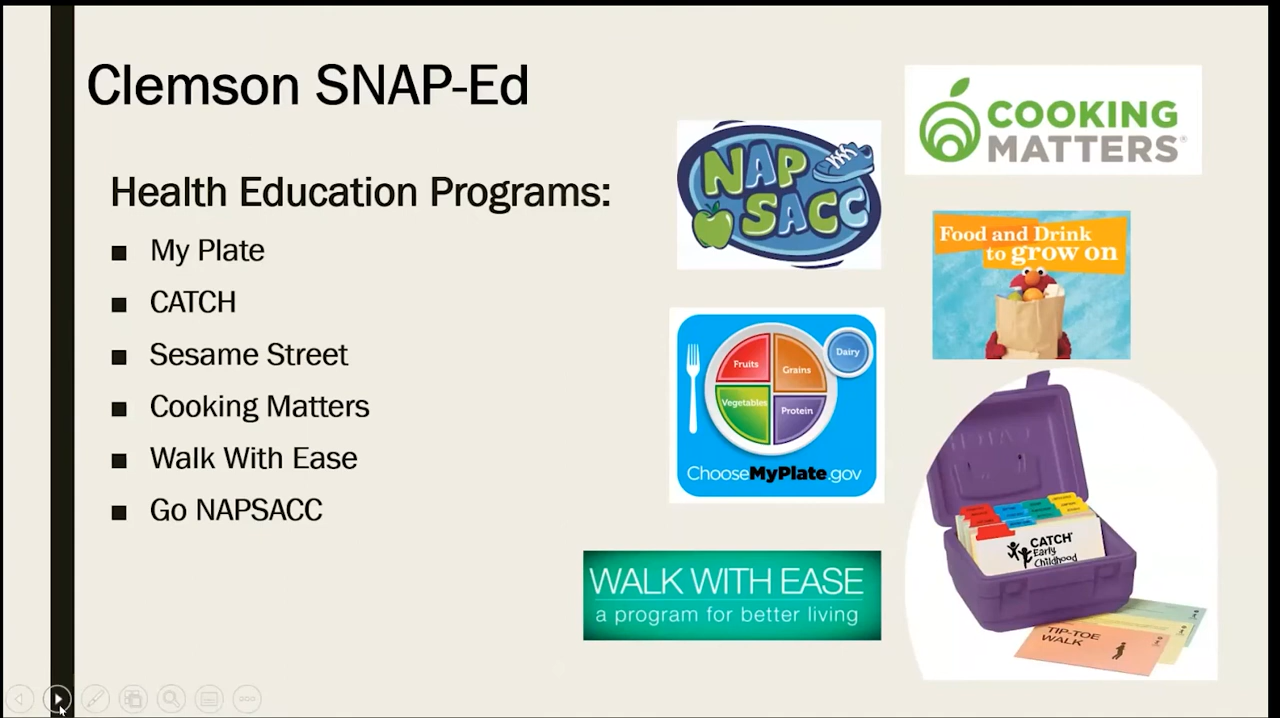 Clemson SNAP-Ed
Health Education Programs:
■ My Plate
■ CATCH
■ Sesame Street
■ Cooking Matters
■ Walk With Ease
■ Go NAPSACC
NAP
SACC
COOKING
MATTERS®
Food and Drink
to grow on
Fruits
Grains
Dairy
Vegetables
Protein
ChooseMyPlate.gov
WALK WITH EASE
a program for better living
CATCH®
Early
Childhood
TIP-TOE
WALK